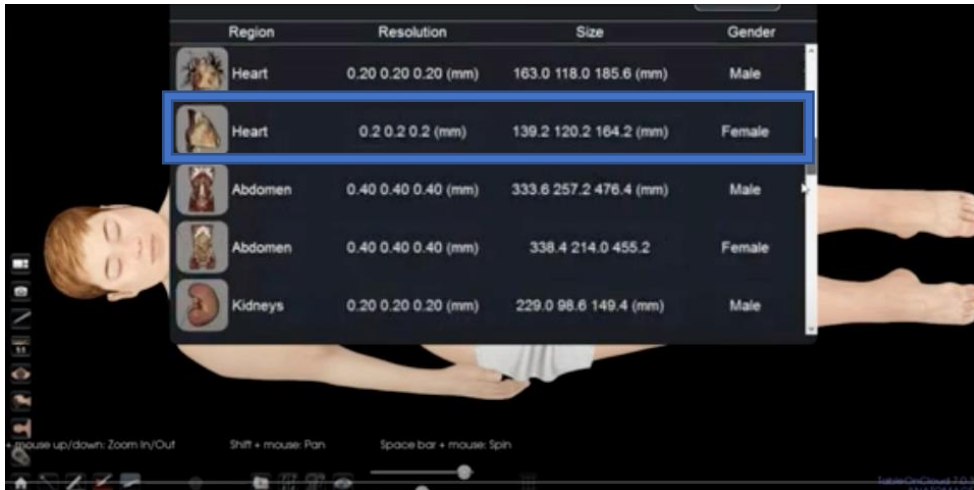 Region Resolution Size Gender
Heart 0.20 0.20 0.20 (mm) 163.0 118.0 185.6 (mm) Male
Heart 0.2 0.2 0.2 (mm) 139.2 120.2 164.2 (mm) Female
Abdomen 0.40 0.40 0.40 (mm) 333.6 257.2 476.4 (mm) Male
Abdomen 0.40 0.40 0.40 (mm) 338.4 214.0 455.2 Female
Kidneys 0.20 0.20 0.20 (mm) 229.0 98.6 149.4 (mm) Male
+ mouse up/down: Zoom In/Out Shift + mouse: Pan Space bar + mouse: Spin